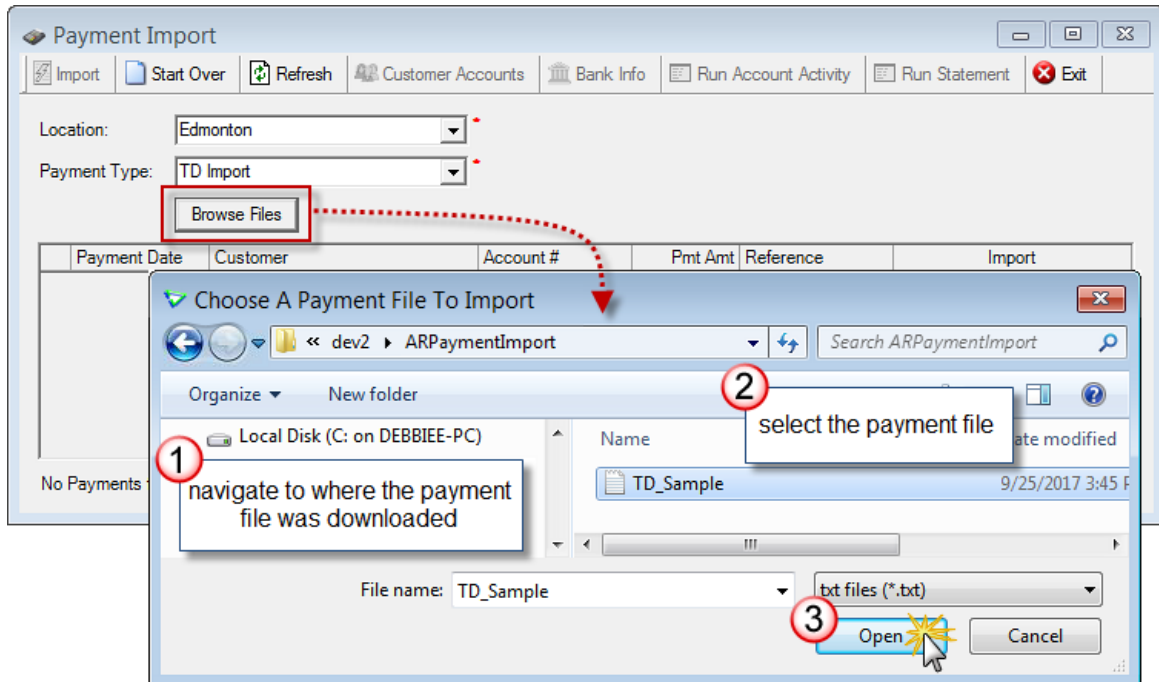 Payment Import
Import Start Over Refresh Customer Accounts Bank Info Run Account Activity Run Statement Exit
Location: Edmonton *
Payment Type: TD Import *
Browse Files
Payment Date Customer Account # Pmt Amt Reference Import
Choose A Payment File To Import
« dev2 ARPaymentImport Search ARPaymentImport
Organize New folder
2
select the payment file
Local Disk (C: on DEBBIEE-PC)
Name modified
1
navigate to where the payment
file was downloaded
TD_Sample 9/25/2017 3:45
No Payments
File name: TD_Sample txt files (*.txt)
3
Open Cancel